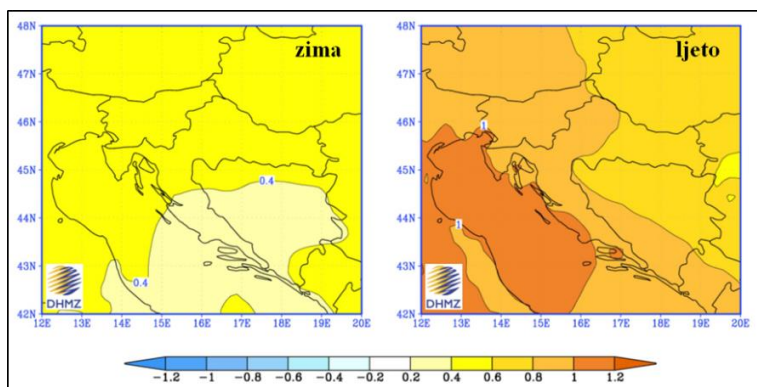 zima
48N
47N
46N
45N
44N
43N
42N
0.4
0.4
DHMZ
12E 13E 14E 15E 16E 17E 18E 19E 20E
ljeto
48N
47N
46N
45N
44N
43N
42N
1
1
DHMZ
12E 13E 14E 15E 16E 17E 18E 19E 20E
-1.2 -1 -0.8 -0.6 -0.4 -0.2 0.2 0.4 0.6 0.8 1 1.2